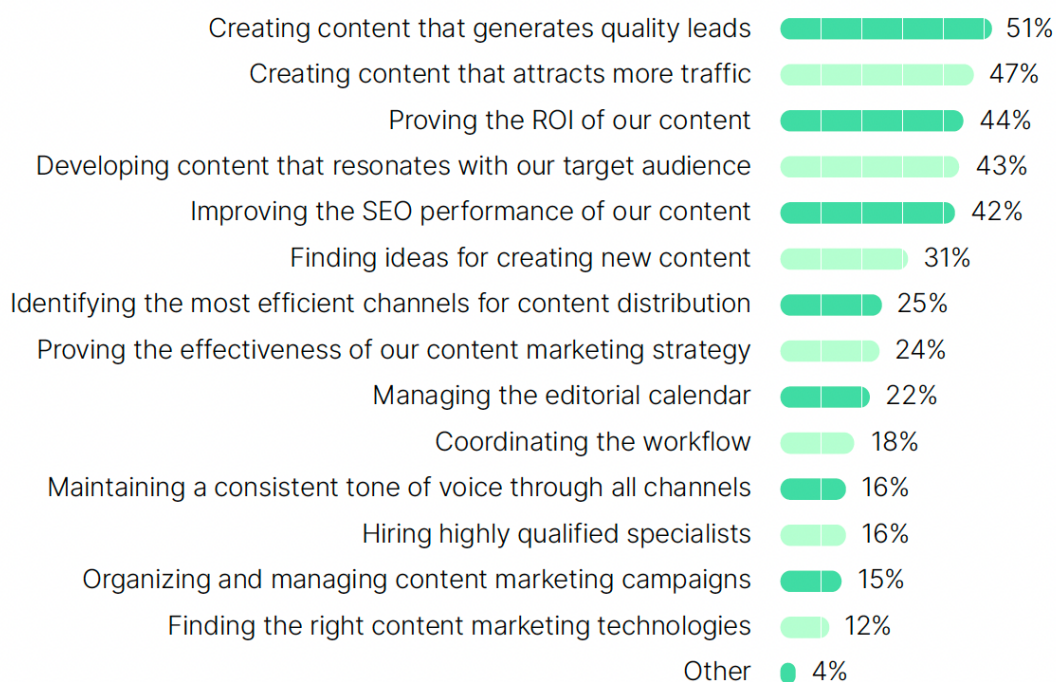 Creating content that generates quality leads 51%
Creating content that attracts more traffic 47%
Proving the ROI of our content 44%
Developing content that resonates with our target audience 43%
Improving the SEO performance of our content 42%
Finding ideas for creating new content 31%
Identifying the most efficient channels for content distribution 25%
Proving the effectiveness of our content marketing strategy 24%
Managing the editorial calendar 22%
Coordinating the workflow 18%
Maintaining a consistent tone of voice through all channels 16%
Hiring highly qualified specialists 16%
Organizing and managing content marketing campaigns 15%
Finding the right content marketing technologies 12%
Other 4%